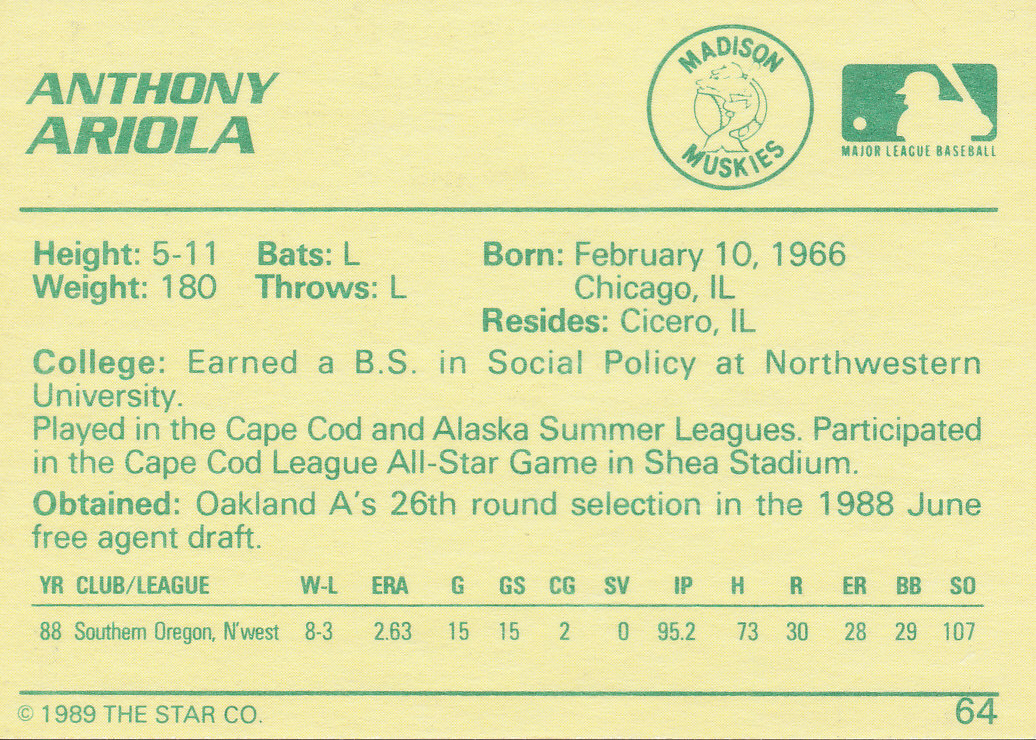 ANTHONY
ARIOLA
MADISON
MUSKIES
MAJOR LEAGUE BASEBALL
Height: 5-11 Bats: L Born: February 10, 1966
Weight: 180 Throws: L Chicago, IL
Resides: Cicero, IL
College: Earned a B.S. in Social Policy at Northwestern
University.
Played in the Cape Cod and Alaska Summer Leagues. Participated
in the Cape Cod League All-Star Game in Shea Stadium.
Obtained: Oakland A's 26th round selection in the 1988 June
free agent draft.
YR CLUB/LEAGUE W-L ERA G GS CG SV IP H R ER BB SO
88 Southern Oregon, N'west 8-3 2.63 15 15 2 0 95.2 73 30 28 29 107
© 1989 THE STAR CO. 64